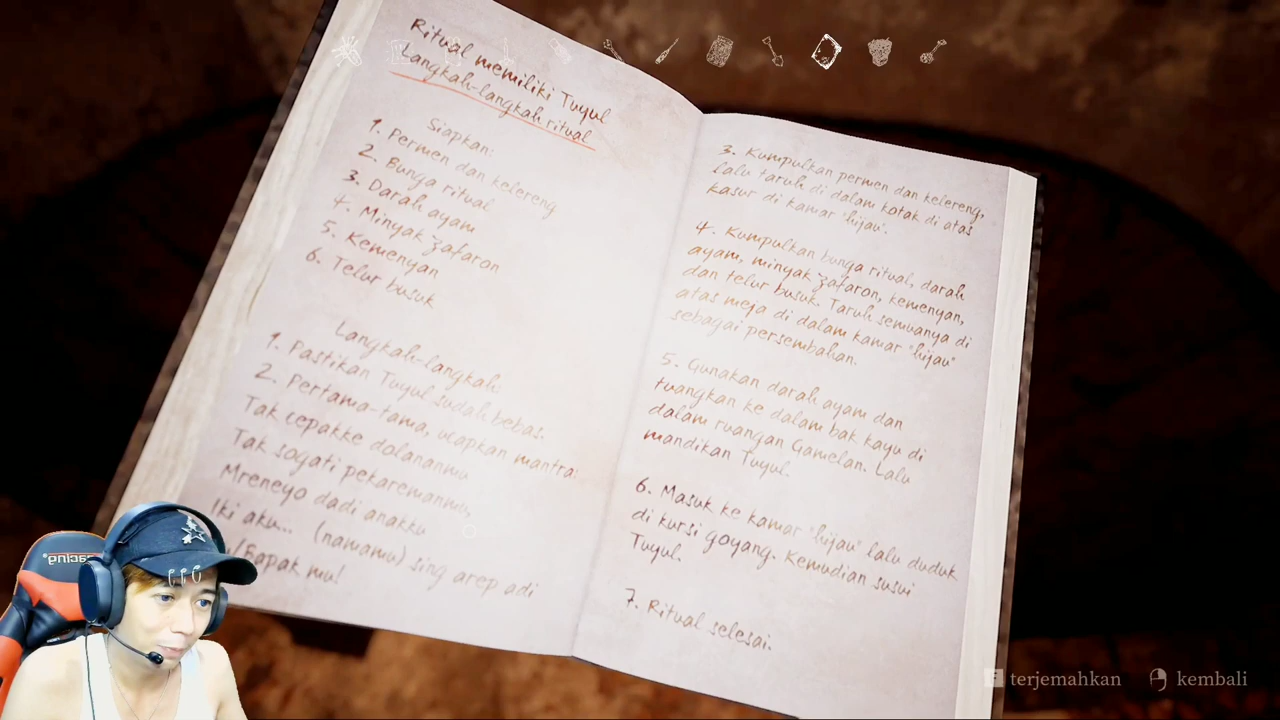 Ritual memiliki Tuyul
Langkah-langkah ritual
Siapkan:
1. Permen dan kelereng
2. Bunga ritual
3. Darah ayam
4. Minyak zafaron
5. Kemenyan
6. Telur busuk
Langkah-langkah:
1. Pastikan Tuyul sudah bebas.
2. Pertama-tama, ucapkan mantra:
Tak cepakke dolananmu
Tak sogati pekaremanmu,
Mreneyo dadi anakku
Iki aku... (namamu) sing arep adi
/Bapak mu!
3. Kumpulkan permen dan kelereng,
lalu taruh di dalam kotak di atas
kasur di kamar "hijau".
4. Kumpulkan bunga ritual, darah
ayam, minyak zafaron, kemenyan,
dan telur busuk. Taruh semuanya di
atas meja di dalam kamar "hijau"
sebagai persembahan.
5. Gunakan darah ayam dan
tuangkan ke dalam bak kayu di
dalam ruangan Gamelan. Lalu
mandikan Tuyul.
6. Masuk ke kamar "hijau" lalu duduk
di kursi goyang. Kemudian susui
Tuyul.
7. Ritual selesai.
terjemahkan
kembali